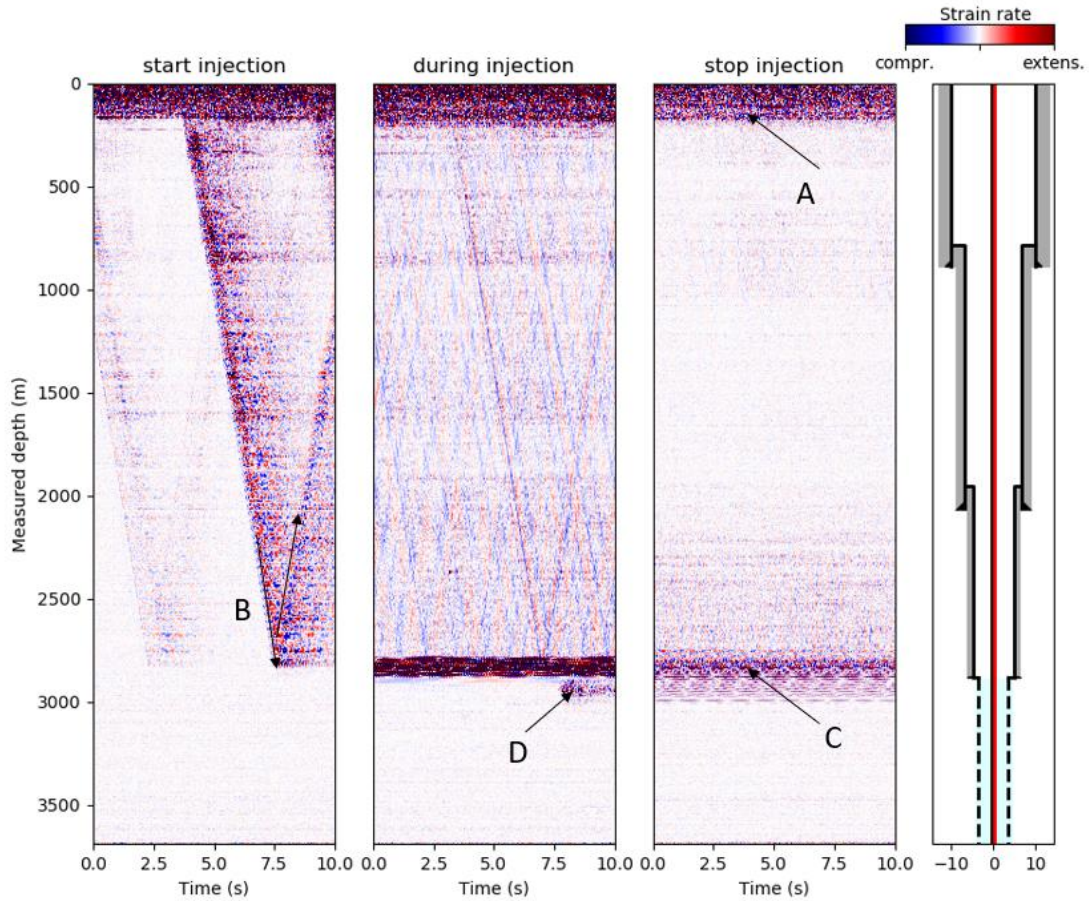 Strain rate
compr. extens.
start injection during injection stop injection
0
500
1000
1500
2000
2500
3000
3500
Measured depth (m)
A
B
C
D
0.0 2.5 5.0 7.5 10.0 0.0 2.5 5.0 7.5 10.0 0.0 2.5 5.0 7.5 10.0 −10 0 10
Time (s) Time (s) Time (s)